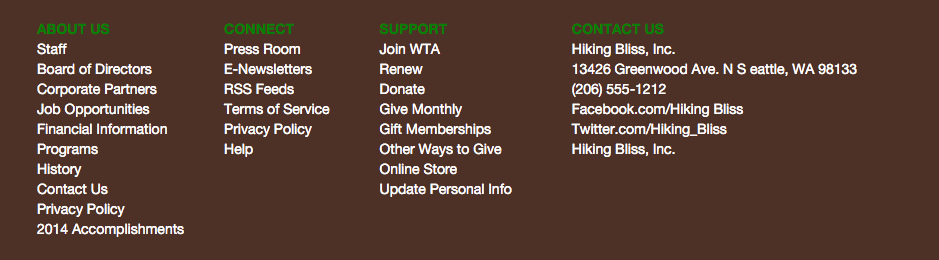 ABOUT US
Staff
Board of Directors
Corporate Partners
Job Opportunities
Financial Information
Programs
History
Contact Us
Privacy Policy
2014 Accomplishments
CONNECT
Press Room
E-Newsletters
RSS Feeds
Terms of Service
Privacy Policy
Help
SUPPORT
Join WTA
Renew
Donate
Give Monthly
Gift Memberships
Other Ways to Give
Online Store
Update Personal Info
CONTACT US
Hiking Bliss, Inc.
13426 Greenwood Ave. N S eattle, WA 98133
(206) 555-1212
Facebook.com/Hiking Bliss
Twitter.com/Hiking_Bliss
Hiking Bliss, Inc.